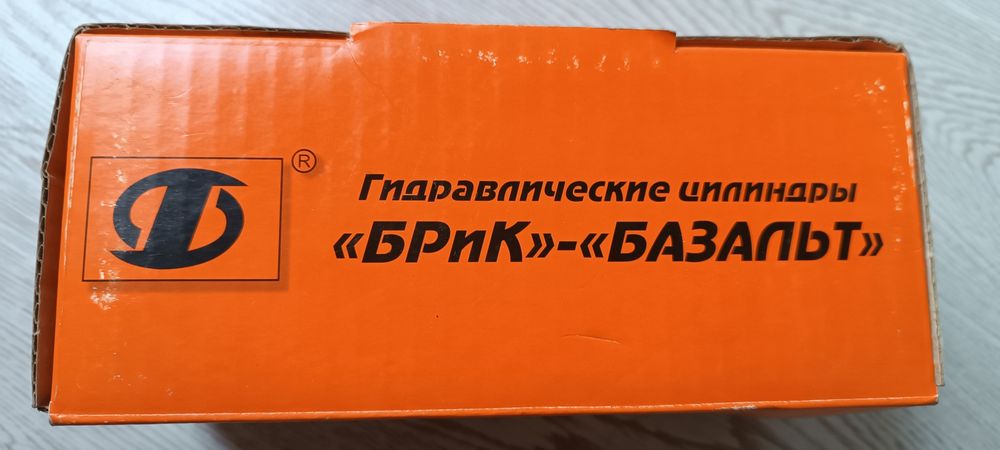 ®
Гидравлические цилиндры
«БРиК»-«БАЗАЛЬТ»